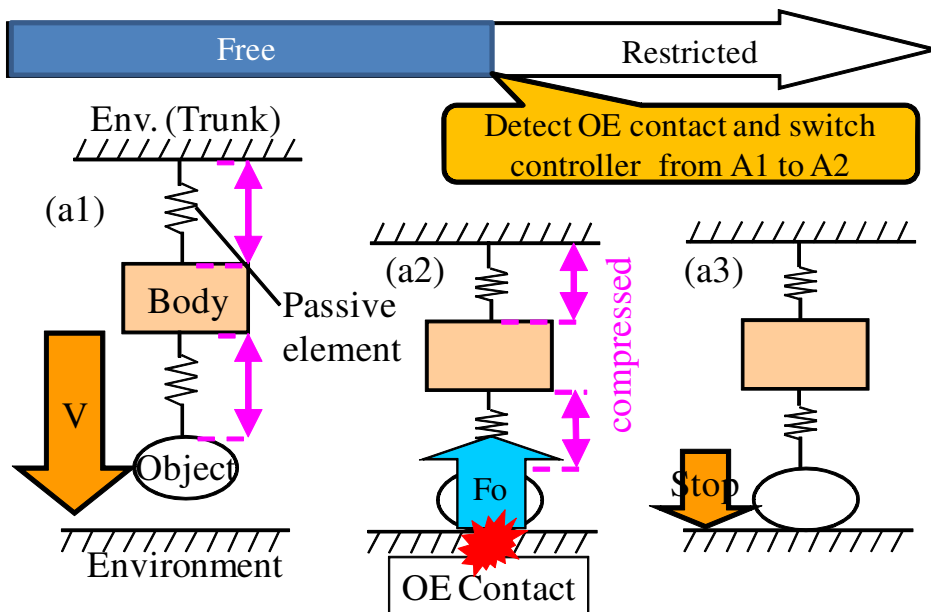 Free
Restricted
Detect OE contact and switch
controller from A1 to A2
Env. (Trunk)
(a1)
Body
Passive
element
V
Object
Environment
(a2)
compressed
Fo
OE Contact
(a3)
Stop